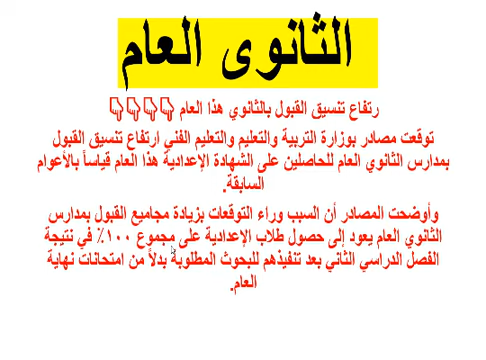 الثانوى العام
رتفاع تنسيق القبول بالثانوي هذا العام 👇👇👇👇
توقعت مصادر بوزارة التربية والتعليم والتعليم الفني ارتفاع تنسيق القبول
بمدارس الثانوي العام للحاصلين على الشهادة الإعدادية هذا العام قياساً بالأعوام
السابقة.
وأوضحت المصادر أن السبب وراء التوقعات بزيادة مجاميع القبول بمدارس
الثانوي العام يعود إلى حصول طلاب الإعدادية على مجموع ١٠٠٪ في نتيجة
الفصل الدراسي الثاني بعد تنفيذهم للبحوث المطلوبة بدلاً من امتحانات نهاية
العام.